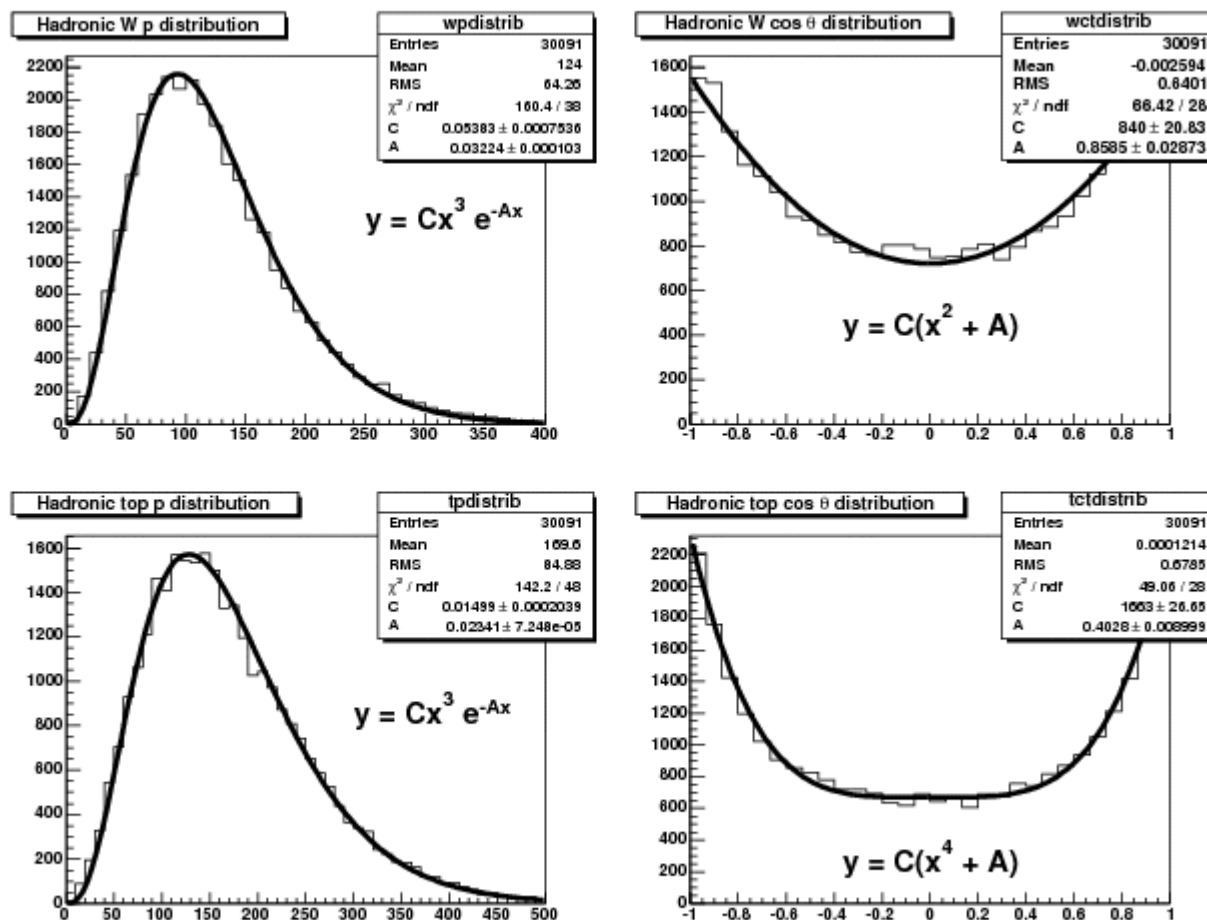 Hadronic W p distribution
wpdistrib
Entries 30091
Mean 124
RMS 64.26
χ² / ndf 160.4 / 38
C 0.05383 ± 0.0007536
A 0.03224 ± 0.000103
y = Cx³ e^-Ax
2200
2000
1800
1600
1400
1200
1000
800
600
400
200
0
0 50 100 150 200 250 300 350 400
Hadronic W cos θ distribution
wctdistrib
Entries 30091
Mean -0.002594
RMS 0.6401
χ² / ndf 66.42 / 28
C 840 ± 20.83
A 0.8585 ± 0.02873
y = C(x² + A)
1600
1400
1200
1000
800
600
400
200
0
-1 -0.8 -0.6 -0.4 -0.2 0 0.2 0.4 0.6 0.8 1
Hadronic top p distribution
tpdistrib
Entries 30091
Mean 169.6
RMS 84.88
χ² / ndf 142.2 / 48
C 0.01499 ± 0.0002039
A 0.02341 ± 7.248e-05
y = Cx³ e^-Ax
1600
1400
1200
1000
800
600
400
200
0
0 50 100 150 200 250 300 350 400 450 500
Hadronic top cos θ distribution
tctdistrib
Entries 30091
Mean 0.0001214
RMS 0.6785
χ² / ndf 49.06 / 28
C 1663 ± 26.65
A 0.4028 ± 0.008999
y = C(x⁴ + A)
2200
2000
1800
1600
1400
1200
1000
800
600
400
200
0
-1 -0.8 -0.6 -0.4 -0.2 0 0.2 0.4 0.6 0.8 1